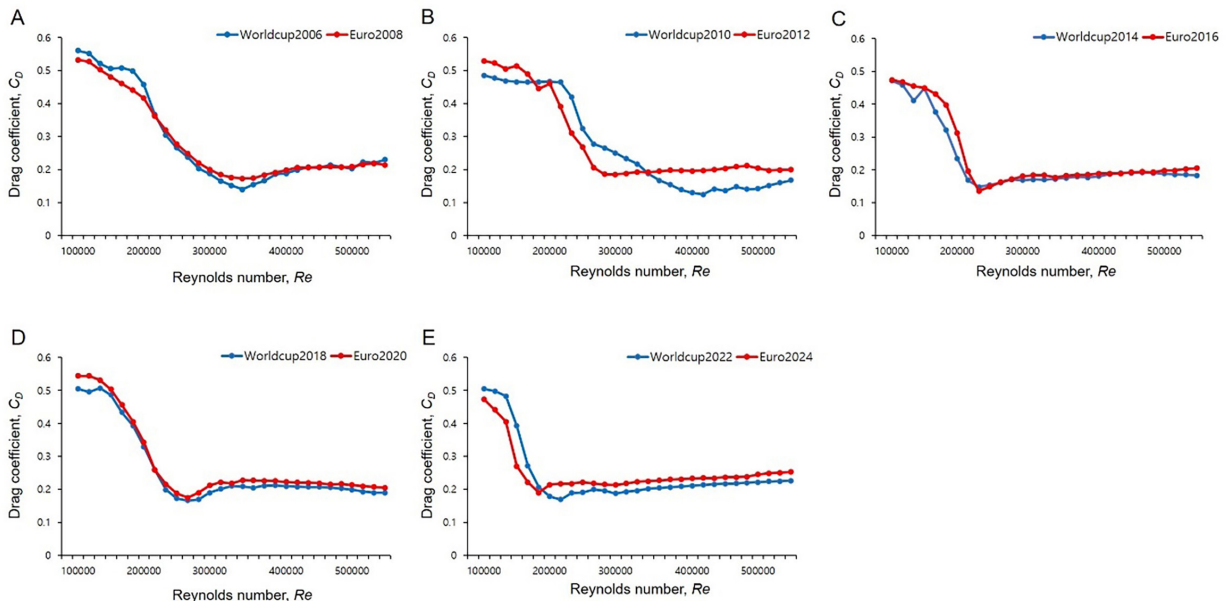 A
Worldcup2006 Euro2008
Drag coefficient, C_D
0.6
0.5
0.4
0.3
0.2
0.1
0
100000 200000 300000 400000 500000
Reynolds number, Re
B
Worldcup2010 Euro2012
Drag coefficient, C_D
0.6
0.5
0.4
0.3
0.2
0.1
0
100000 200000 300000 400000 500000
Reynolds number, Re
C
Worldcup2014 Euro2016
Drag coefficient, C_D
0.6
0.5
0.4
0.3
0.2
0.1
0
100000 200000 300000 400000 500000
Reynolds number, Re
D
Worldcup2018 Euro2020
Drag coefficient, C_D
0.6
0.5
0.4
0.3
0.2
0.1
0
100000 200000 300000 400000 500000
Reynolds number, Re
E
Worldcup2022 Euro2024
Drag coefficient, C_D
0.6
0.5
0.4
0.3
0.2
0.1
0
100000 200000 300000 400000 500000
Reynolds number, Re